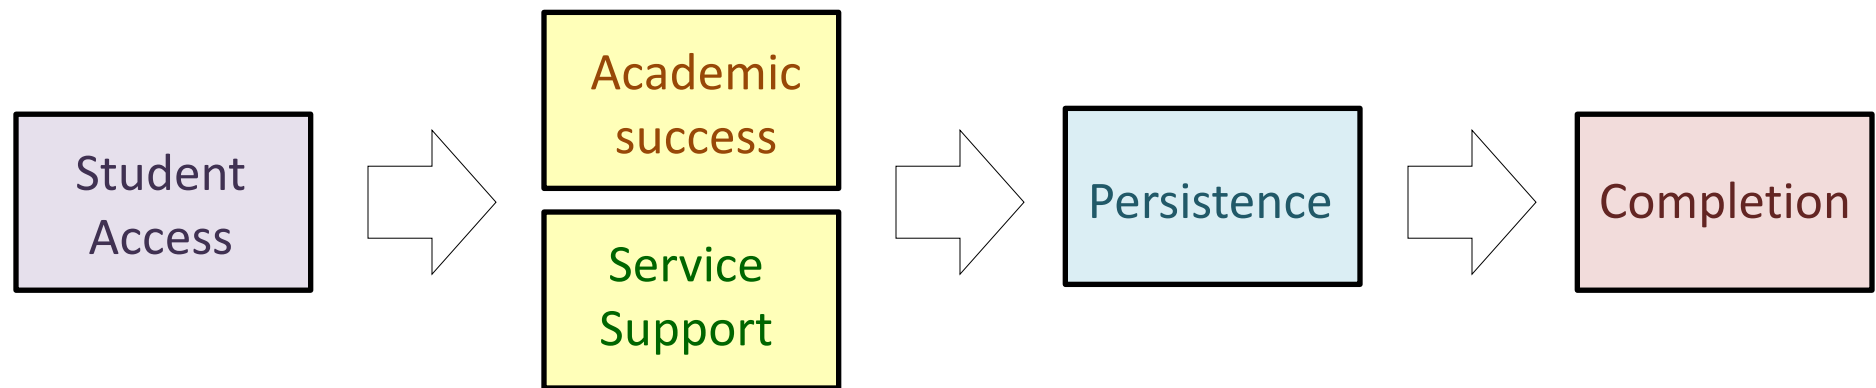 Student
Access
Academic
success
Service
Support
Persistence
Completion